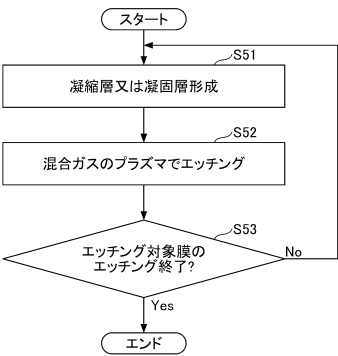 スタート
S51
凝縮層又は凝固層形成
S52
混合ガスのプラズマでエッチング
S53
エッチング対象膜の
エッチング終了?
No
Yes
エンド